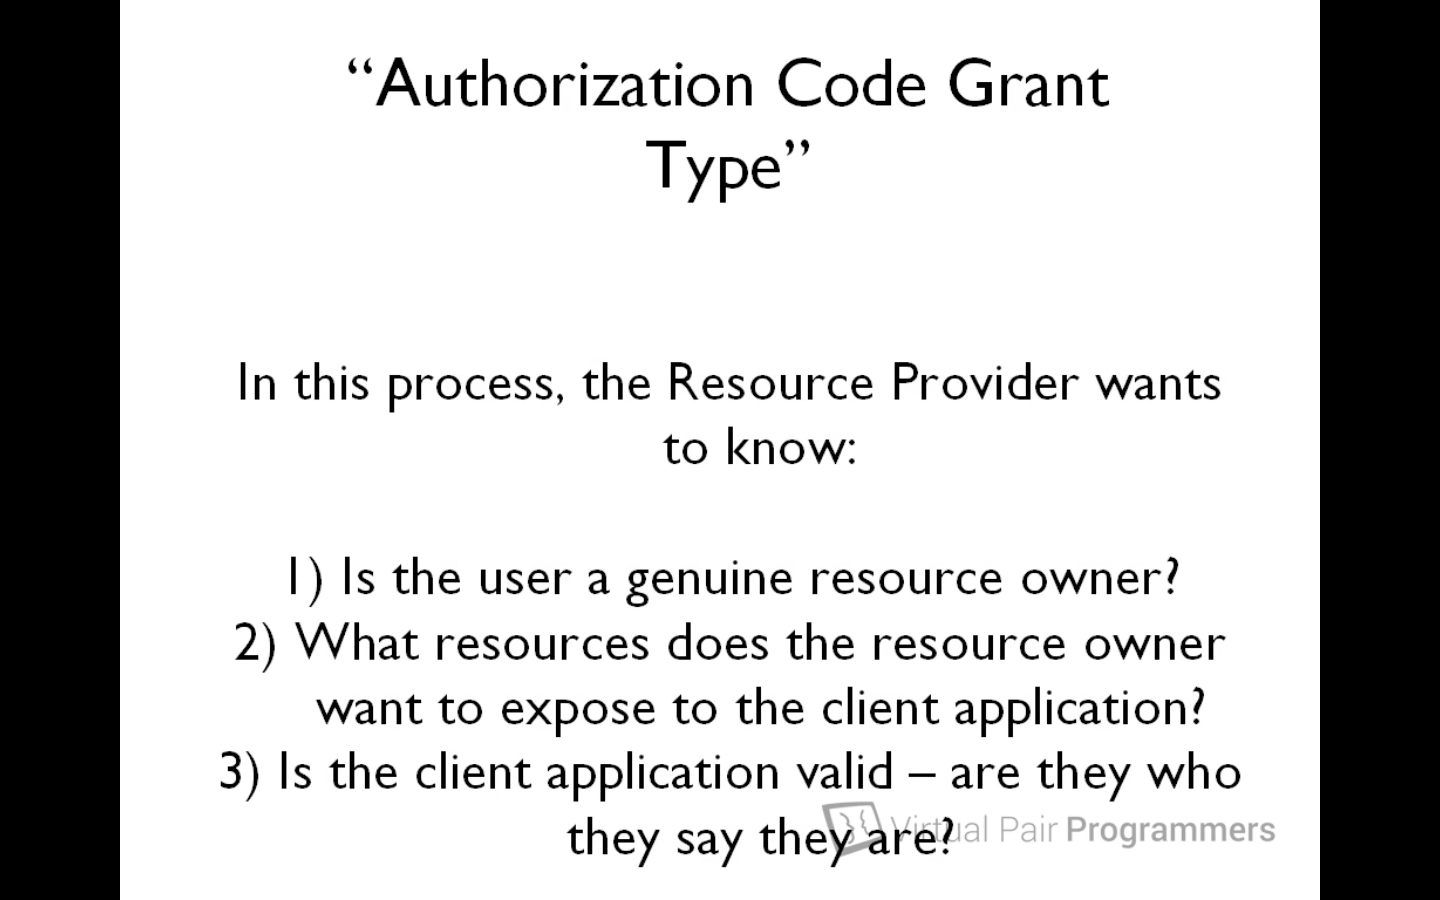 “Authorization Code Grant
Type”
In this process, the Resource Provider wants
to know:
1) Is the user a genuine resource owner?
2) What resources does the resource owner
want to expose to the client application?
3) Is the client application valid – are they who
they say they are?
Virtual Pair Programmers